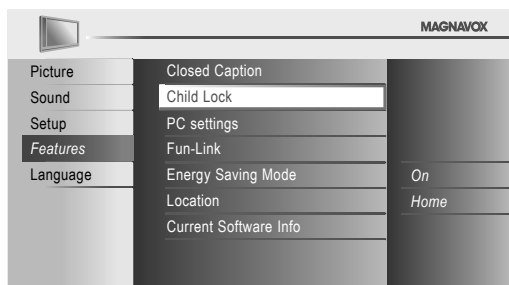 MAGNAVOX
Picture
Sound
Setup
Features
Language
Closed Caption
Child Lock
PC settings
Fun-Link
Energy Saving Mode
Location
Current Software Info
On
Home